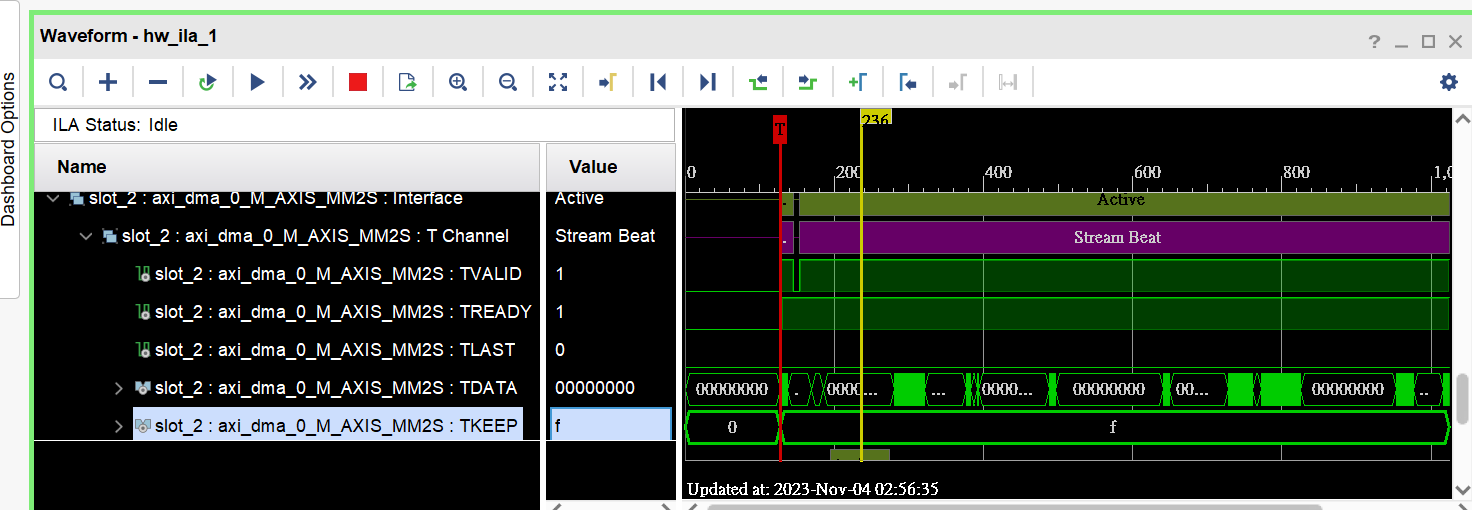 Dashboard Options
Waveform - hw_ila_1
ILA Status: Idle
Name Value
slot_2 : axi_dma_0_M_AXIS_MM2S : Interface Active
slot_2 : axi_dma_0_M_AXIS_MM2S : T Channel Stream Beat
slot_2 : axi_dma_0_M_AXIS_MM2S : TVALID 1
slot_2 : axi_dma_0_M_AXIS_MM2S : TREADY 1
slot_2 : axi_dma_0_M_AXIS_MM2S : TLAST 0
slot_2 : axi_dma_0_M_AXIS_MM2S : TDATA 00000000
slot_2 : axi_dma_0_M_AXIS_MM2S : TKEEP f
T 236
0 200 400 600 800 1,0
. Active
. Stream Beat
00000000 . 0000... ... 0000... 00000000 00... 00000000 ..
0 f
Updated at: 2023-Nov-04 02:56:35